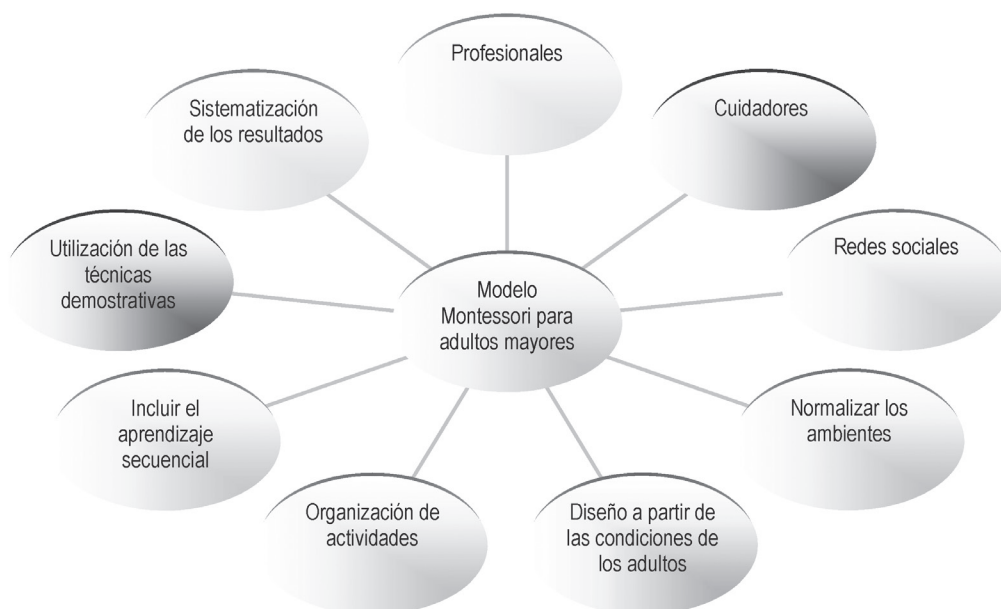 Profesionales
Cuidadores
Redes sociales
Normalizar los
ambientes
Diseño a partir de
las condiciones de
los adultos
Organización de
actividades
Incluir el
aprendizaje
secuencial
Utilización de las
técnicas
demostrativas
Sistematización
de los resultados
Modelo
Montessori para
adultos mayores